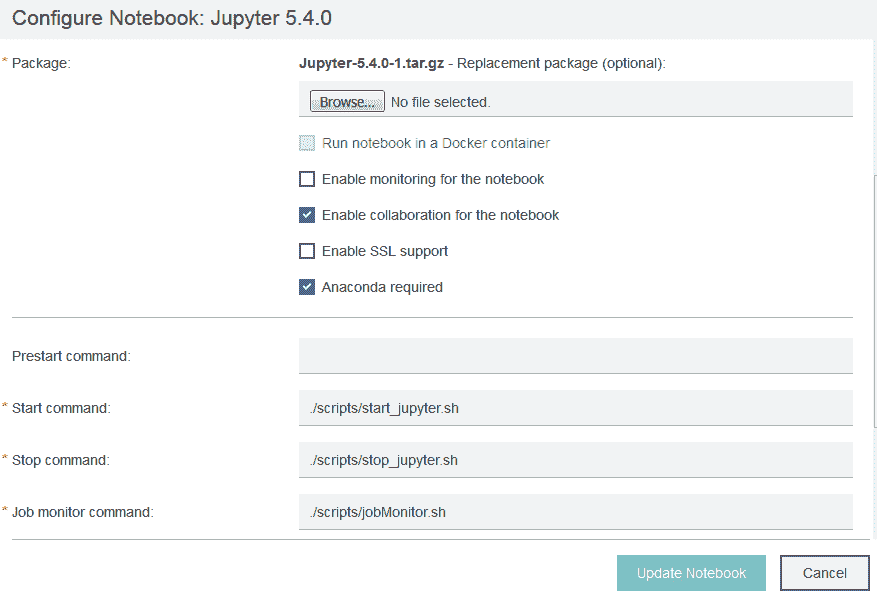 Configure Notebook: Jupyter 5.4.0
* Package:
Jupyter-5.4.0-1.tar.gz - Replacement package (optional):
Browse... No file selected.
Run notebook in a Docker container
Enable monitoring for the notebook
Enable collaboration for the notebook
Enable SSL support
Anaconda required
Prestart command:
* Start command: ./scripts/start_jupyter.sh
* Stop command: ./scripts/stop_jupyter.sh
* Job monitor command: ./scripts/jobMonitor.sh
Update Notebook Cancel